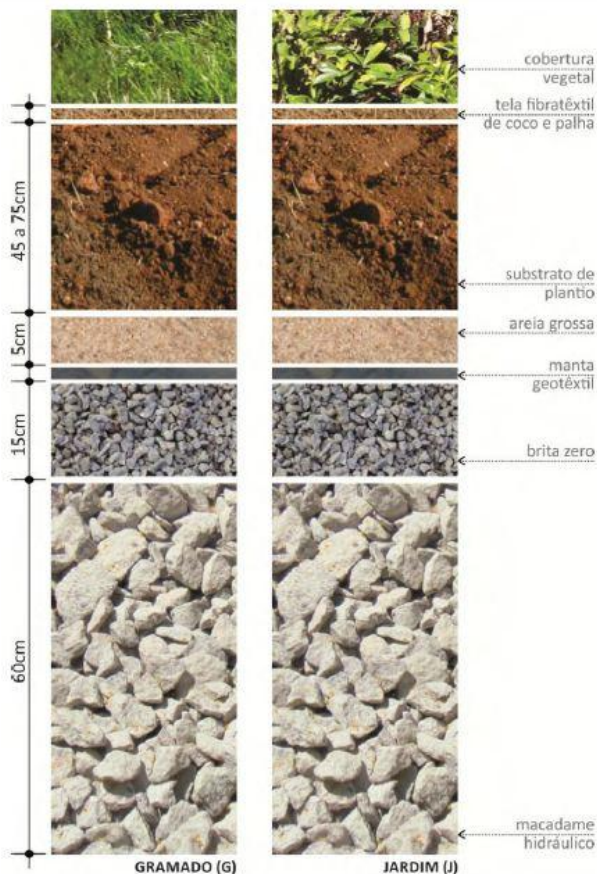 cobertura
vegetal
tela fibratêxtil
de coco e palha
45 a 75cm
substrato de
plantio
5cm
areia grossa
manta
geotêxtil
15cm
brita zero
60cm
macadame
hidráulico
GRAMADO (G)
JARDIM (J)